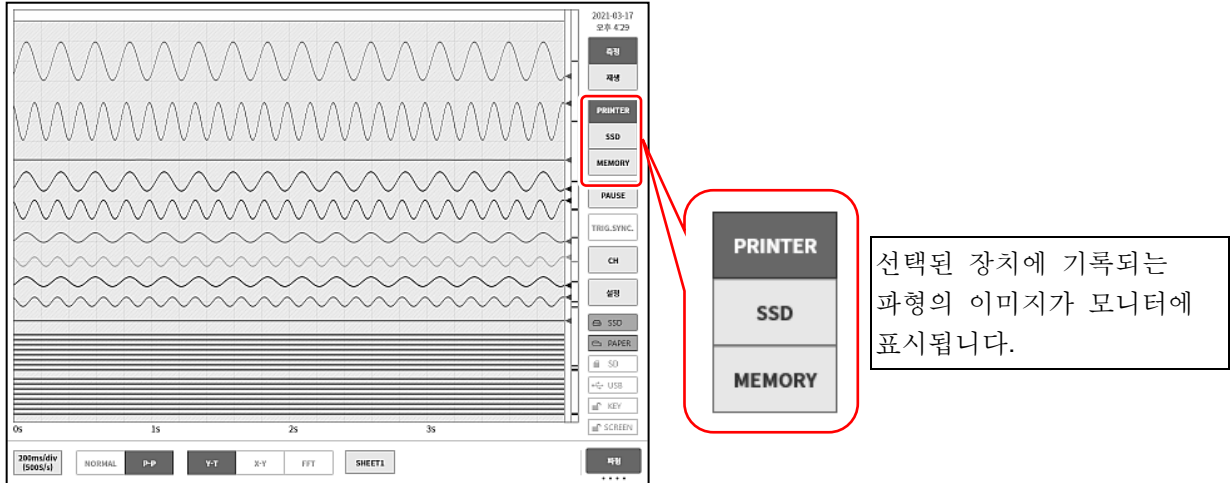 2021-03-17
오후 4:29
측정
재생
PRINTER
SSD
MEMORY
PAUSE
TRIG.SYNC.
CH
설정
SSD
PAPER
SD
USB
KEY
SCREEN
0s 1s 2s 3s
200ms/div
(500S/s)
NORMAL P-P Y-T X-Y FFT SHEET1 파형
PRINTER
SSD
MEMORY
선택된 장치에 기록되는
파형의 이미지가 모니터에
표시됩니다.